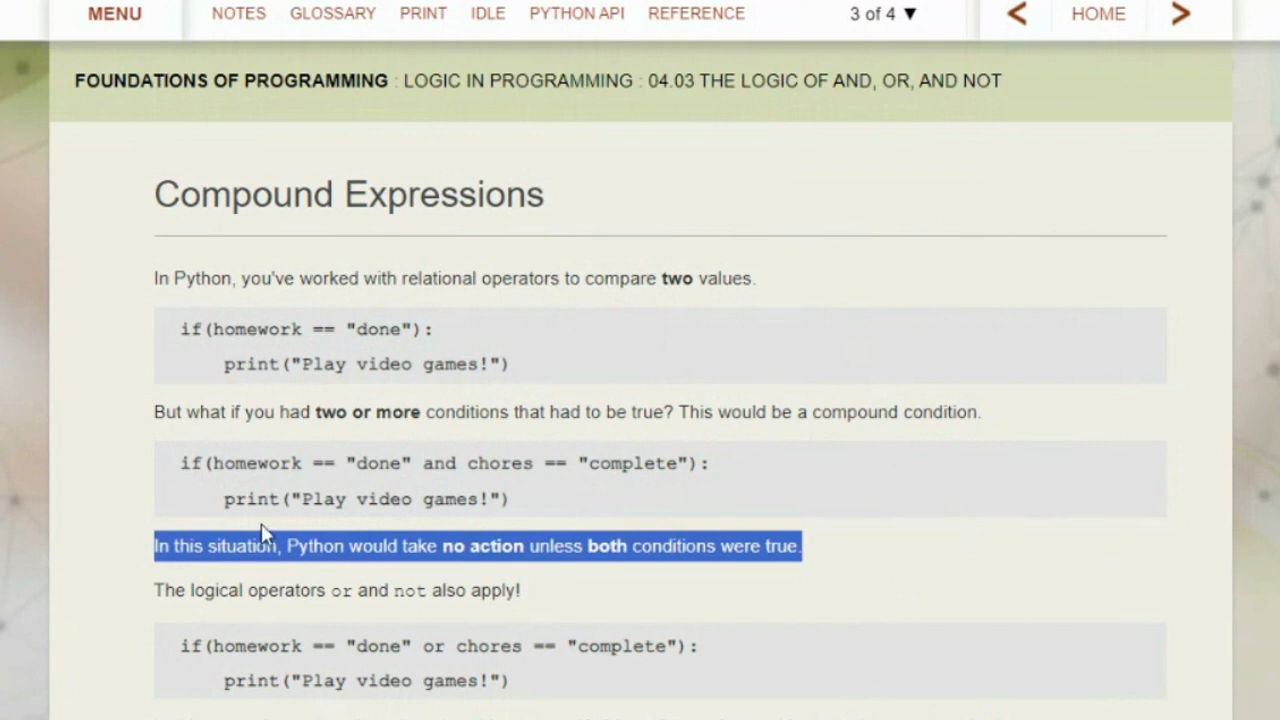 MENU NOTES GLOSSARY PRINT IDLE PYTHON API REFERENCE 3 of 4 ▼ < HOME >
FOUNDATIONS OF PROGRAMMING : LOGIC IN PROGRAMMING : 04.03 THE LOGIC OF AND, OR, AND NOT
Compound Expressions
In Python, you've worked with relational operators to compare two values.
if(homework == "done"):
print("Play video games!")
But what if you had two or more conditions that had to be true? This would be a compound condition.
if(homework == "done" and chores == "complete"):
print("Play video games!")
In this situation, Python would take no action unless both conditions were true.
The logical operators or and not also apply!
if(homework == "done" or chores == "complete"):
print("Play video games!")